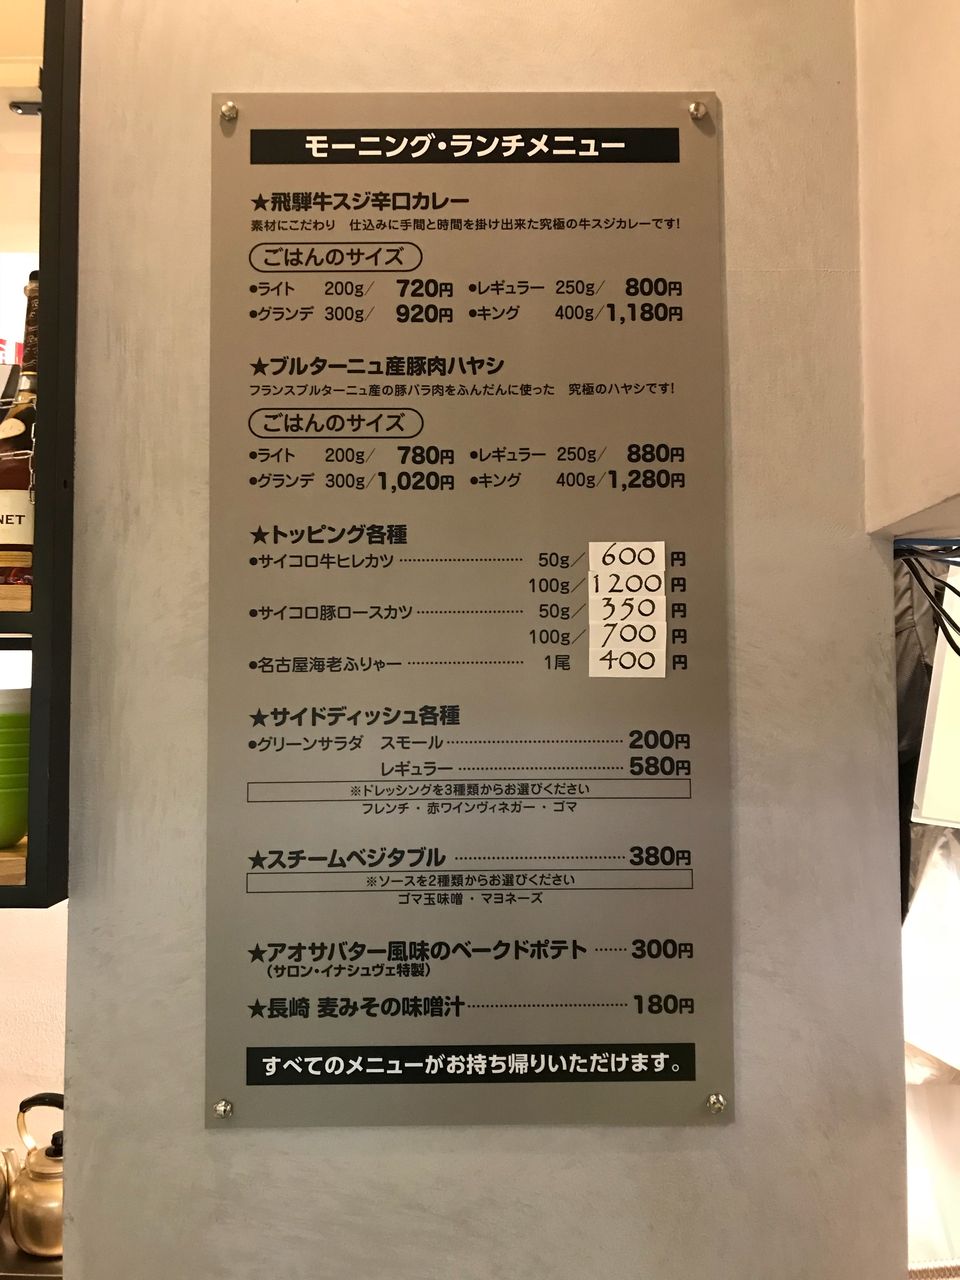 モーニング・ランチメニュー
★飛騨牛スジ辛口カレー
素材にこだわり　仕込みに手間と時間を掛け出来た究極の牛スジカレーです!
ごはんのサイズ
●ライト　200g/　720円　●レギュラー　250g/　800円
●グランデ　300g/　920円　●キング　400g/1,180円
★ブルターニュ産豚肉ハヤシ
フランスブルターニュ産の豚バラ肉をふんだんに使った　究極のハヤシです!
ごはんのサイズ
●ライト　200g/　780円　●レギュラー　250g/　880円
●グランデ　300g/1,020円　●キング　400g/1,280円
★トッピング各種
●サイコロ牛ヒレカツ……………………　50g/　600　円
100g/　1200　円
●サイコロ豚ロースカツ…………………　50g/　350　円
100g/　700　円
●名古屋海老ふりゃー……………………　1尾　400　円
★サイドディッシュ各種
●グリーンサラダ　スモール………………………………200円
レギュラー………………………………580円
※ドレッシングを3種類からお選びください
フレンチ・赤ワインヴィネガー・ゴマ
★スチームベジタブル………………………………380円
※ソースを2種類からお選びください
ゴマ玉味噌・マヨネーズ
★アオサバター風味のベークドポテト……300円
(サロン・イナシュヴェ特製)
★長崎 麦みその味噌汁……………………………180円
すべてのメニューがお持ち帰りいただけます。
NET